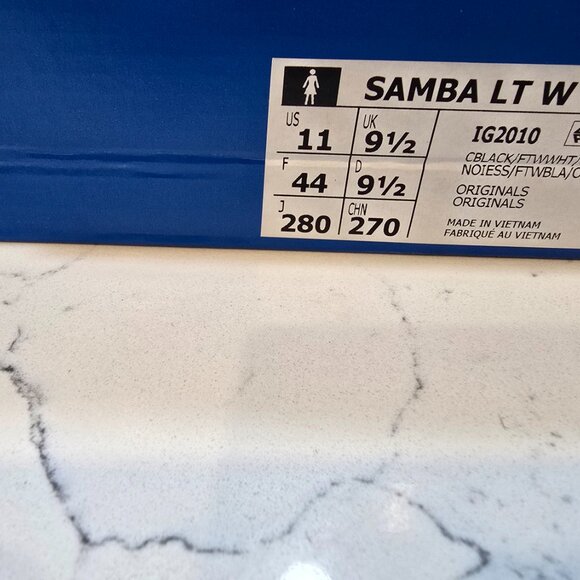 SAMBA LT W
US 11 UK 9½
F 44 D 9½
J 280 CHN 270
IG2010
CBLACK/FTWWHT/
NOIESS/FTWBLA/
ORIGINALS
ORIGINALS
MADE IN VIETNAM
FABRIQUÉ AU VIETNAM